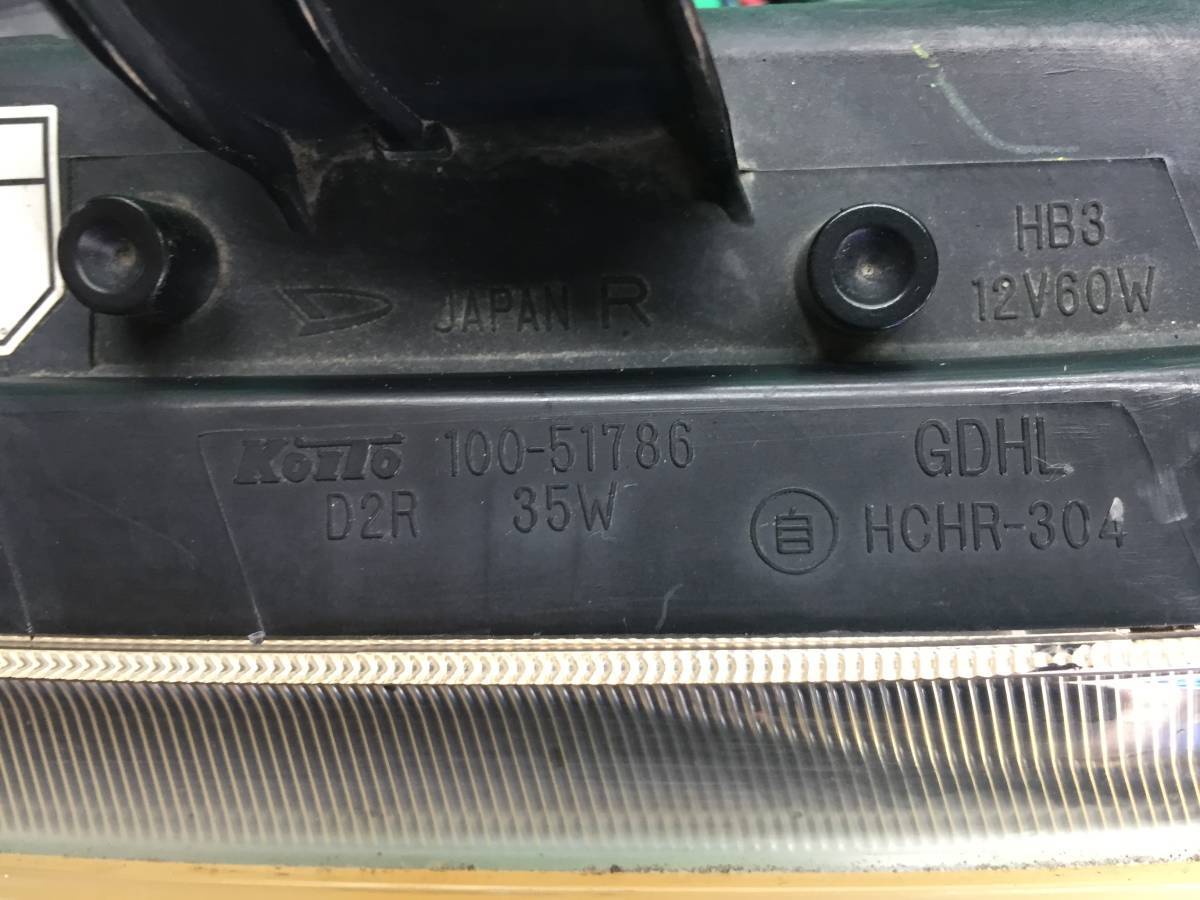 HB3
12V60W
JAPAN R
KOITO 100-51786
D2R 35W
GDHL
自 HCHR-304